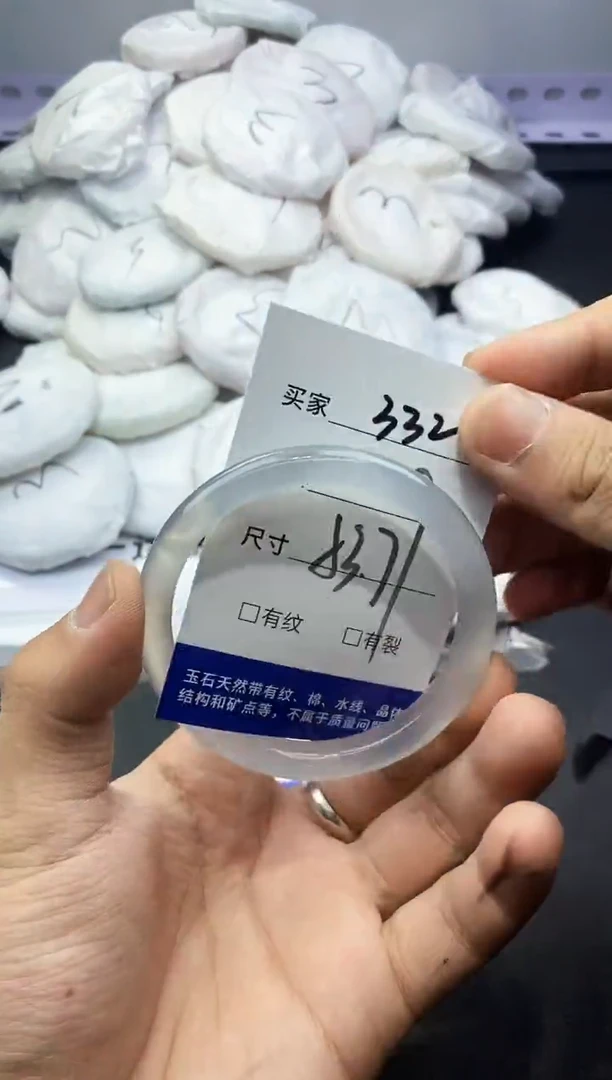 买家 332
尺寸
□有纹 □有裂
玉石天然带有纹、棉、水线、晶体
结构和矿点等，不属于质量问题